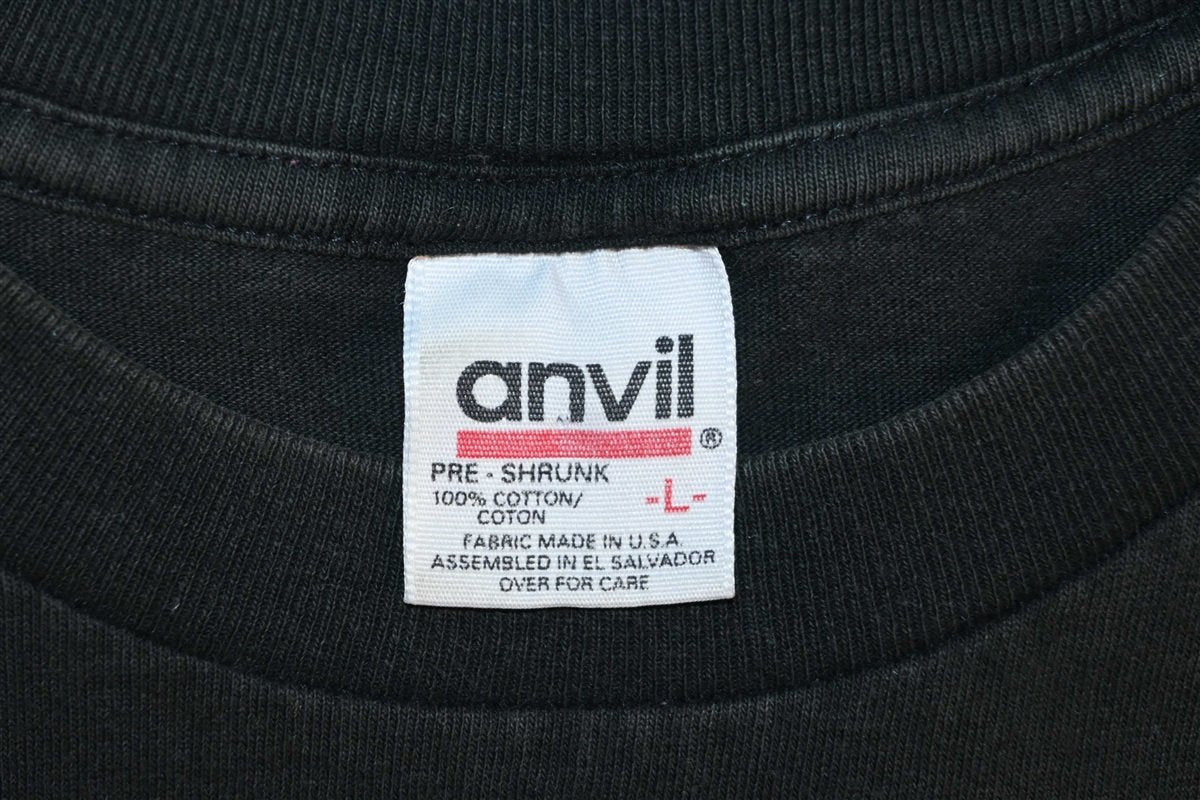 anvil®
PRE - SHRUNK
100% COTTON/
COTON
-L-
FABRIC MADE IN U.S.A.
ASSEMBLED IN EL SALVADOR
OVER FOR CARE